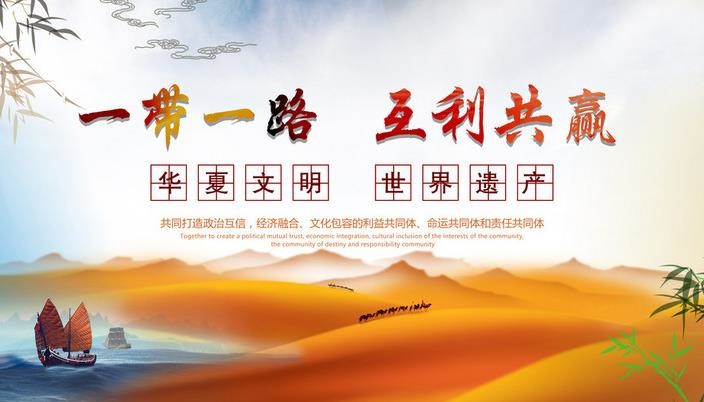 一带一路 互利共赢
华夏文明 世界遗产
共同打造政治互信，经济融合、文化包容的利益共同体、命运共同体和责任共同体
Together to create a political mutual trust, economic integration, cultural inclusion of the interests of the community,
the community of destiny and responsibility community